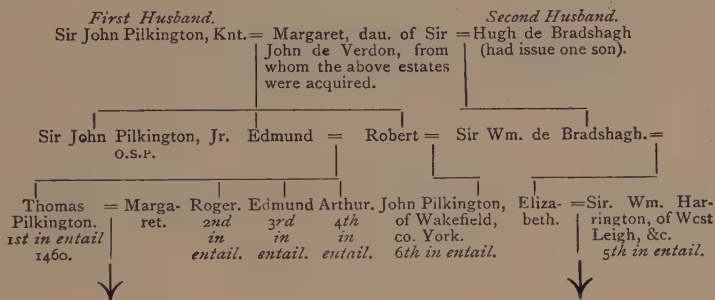 First Husband. Second Husband.
Sir John Pilkington, Knt. = Margaret, dau. of Sir = Hugh de Bradshagh
John de Verdon, from (had issue one son).
whom the above estates
were acquired.
Sir John Pilkington, Jr. Edmund = Robert = Sir Wm. de Bradshagh. =
O.S.P.
Thomas = Marga- Roger. Edmund Arthur. John Pilkington, Eliza- = Sir. Wm. Har-
Pilkington. ret. 2nd 3rd 4th of Wakefield, beth. rington, of West
1st in entail in in in co. York. Leigh, &c.
1460. entail. entail. entail. 6th in entail. 5th in entail.